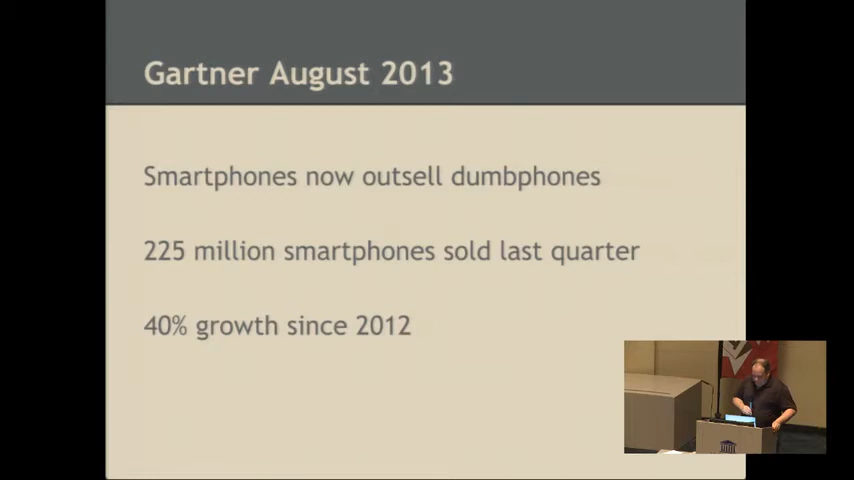 Gartner August 2013
Smartphones now outsell dumbphones
225 million smartphones sold last quarter
40% growth since 2012